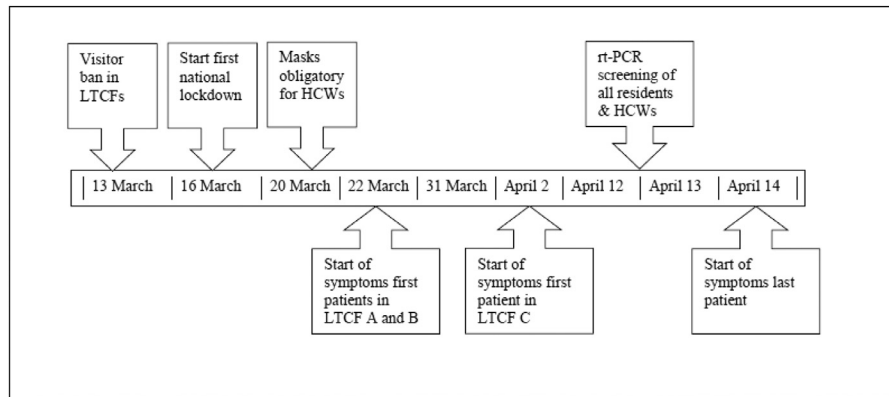 Visitor
ban in
LTCFs
Start first
national
lockdown
Masks
obligatory
for HCWs
rt-PCR
screening of
all residents
& HCWs
13 March
16 March
20 March
22 March
31 March
April 2
April 12
April 13
April 14
Start of
symptoms first
patients in
LTCF A and B
Start of
symptoms first
patient in
LTCF C
Start of
symptoms last
patient